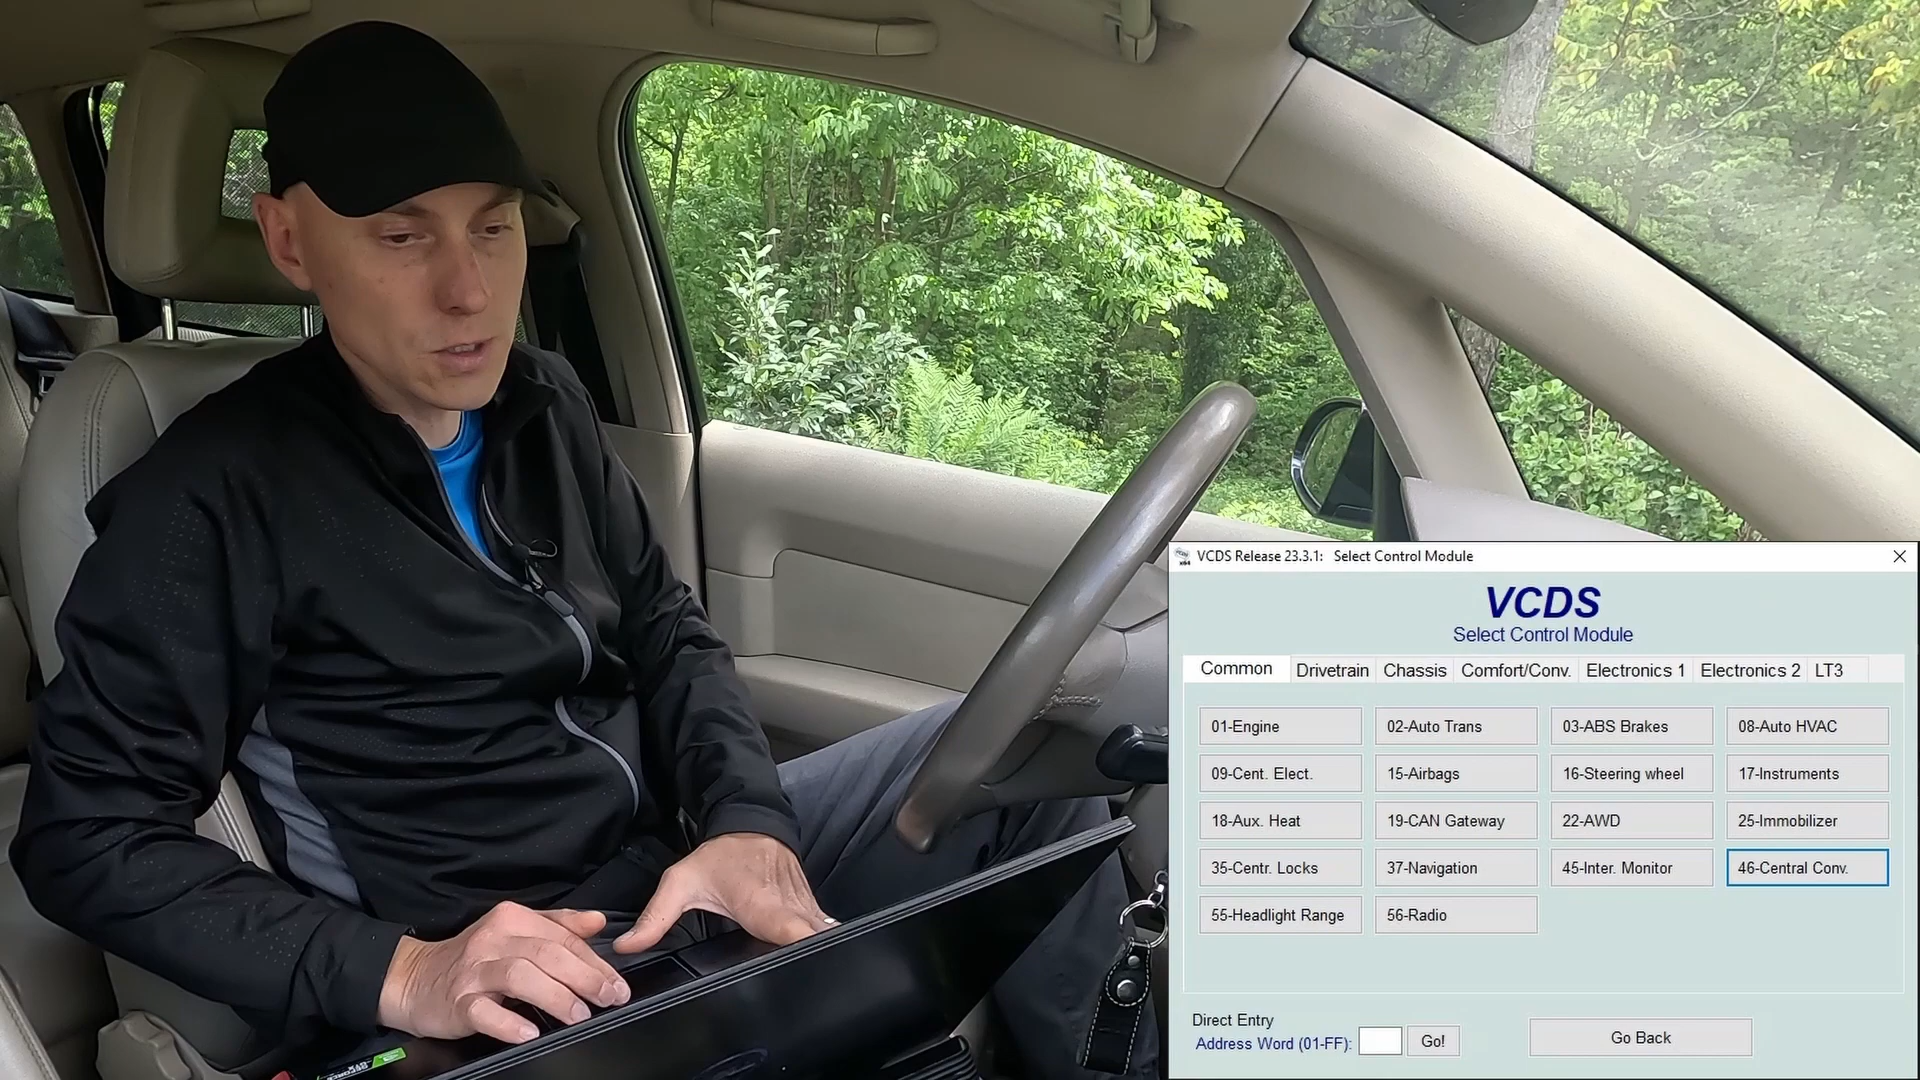 VCDS Release 23.3.1: Select Control Module
VCDS
Select Control Module
Common Drivetrain Chassis Comfort/Conv. Electronics 1 Electronics 2 LT3
01-Engine 02-Auto Trans 03-ABS Brakes 08-Auto HVAC
09-Cent. Elect. 15-Airbags 16-Steering wheel 17-Instruments
18-Aux. Heat 19-CAN Gateway 22-AWD 25-Immobilizer
35-Centr. Locks 37-Navigation 45-Inter. Monitor 46-Central Conv.
55-Headlight Range 56-Radio
Direct Entry
Address Word (01-FF): Go! Go Back